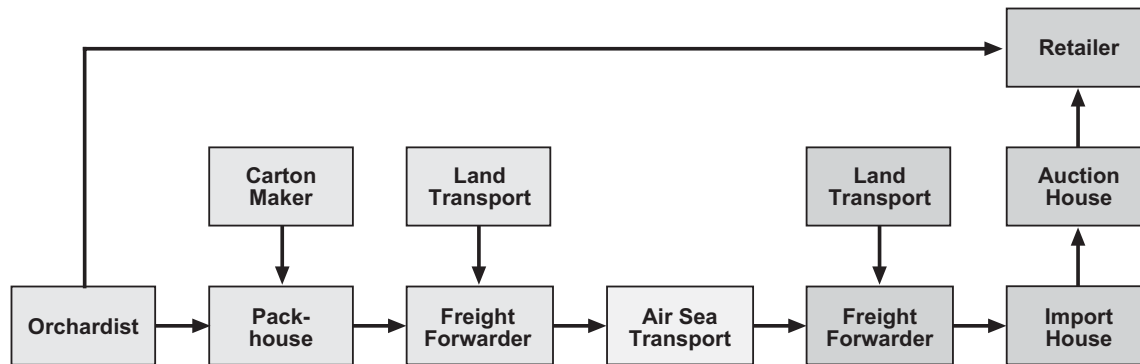 Retailer
Carton
Maker
Land
Transport
Land
Transport
Auction
House
Orchardist
Pack-
house
Freight
Forwarder
Air Sea
Transport
Freight
Forwarder
Import
House